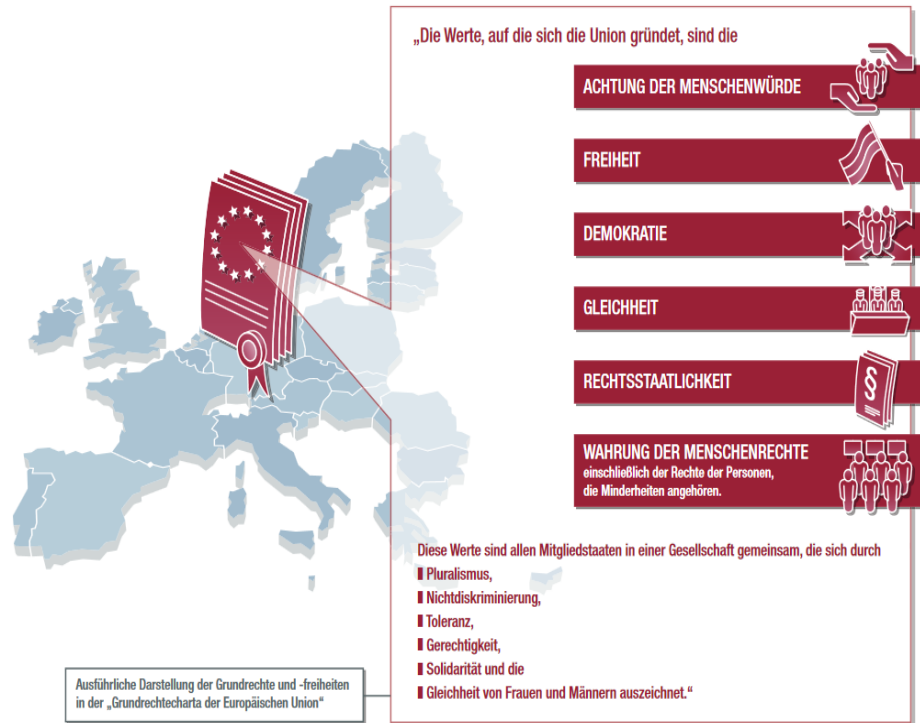 „Die Werte, auf die sich die Union gründet, sind die
ACHTUNG DER MENSCHENWÜRDE
FREIHEIT
DEMOKRATIE
GLEICHHEIT
RECHTSSTAATLICHKEIT
§
WAHRUNG DER MENSCHENRECHTE
einschließlich der Rechte der Personen,
die Minderheiten angehören.
Diese Werte sind allen Mitgliedstaaten in einer Gesellschaft gemeinsam, die sich durch
Pluralismus,
Nichtdiskriminierung,
Toleranz,
Gerechtigkeit,
Solidarität und die
Gleichheit von Frauen und Männern auszeichnet.“
Ausführliche Darstellung der Grundrechte und -freiheiten
in der „Grundrechtecharta der Europäischen Union“